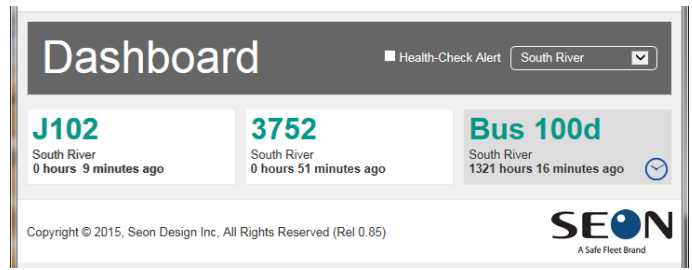 Dashboard
Health-Check Alert South River
J102
South River
0 hours 9 minutes ago
3752
South River
0 hours 51 minutes ago
Bus 100d
South River
1321 hours 16 minutes ago
Copyright © 2015, Seon Design Inc, All Rights Reserved (Rel 0.85)
SEON
A Safe Fleet Brand